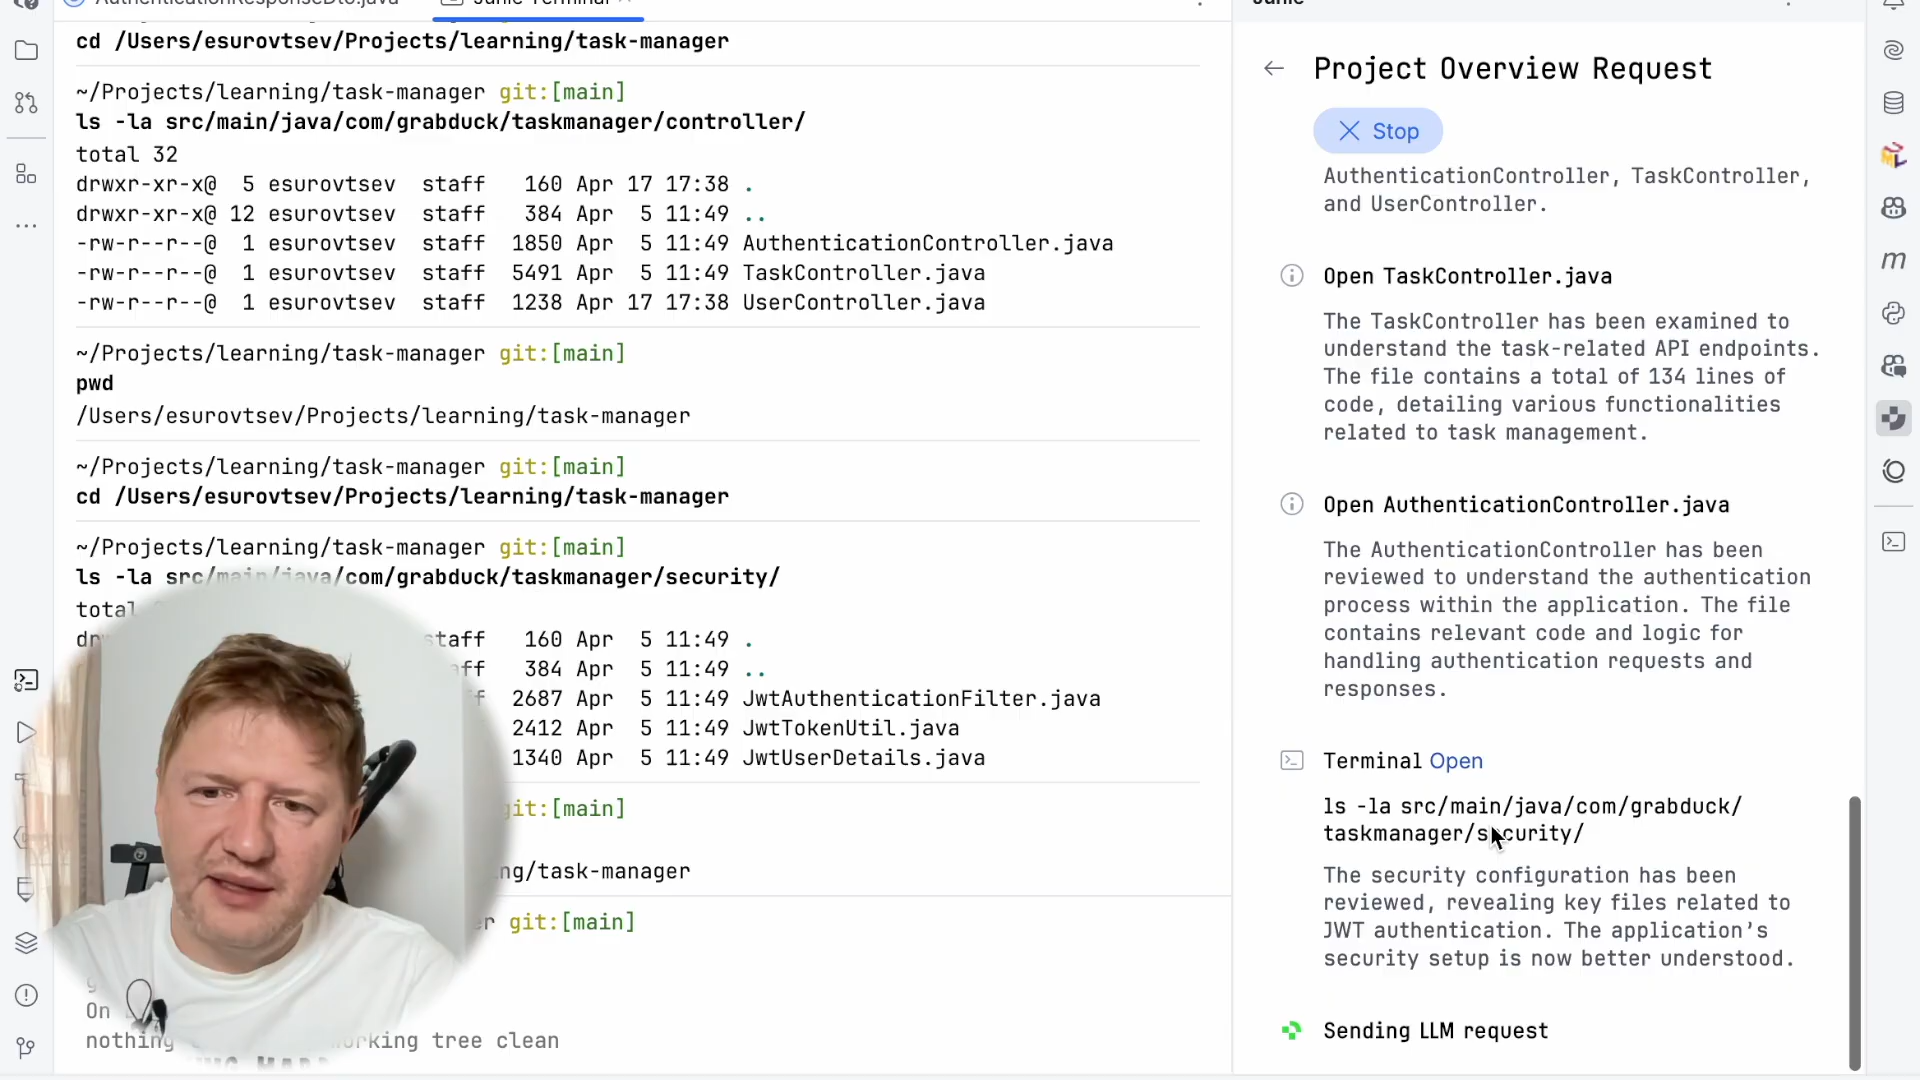 AuthenticationResponseDto.java
Junie Terminal
cd /Users/esurovtsev/Projects/learning/task-manager
~/Projects/learning/task-manager git:[main]
ls -la src/main/java/com/grabduck/taskmanager/controller/
total 32
drwxr-xr-x@  5 esurovtsev  staff   160 Apr 17 17:38 .
drwxr-xr-x@ 12 esurovtsev  staff   384 Apr  5 11:49 ..
-rw-r--r--@  1 esurovtsev  staff  1850 Apr  5 11:49 AuthenticationController.java
-rw-r--r--@  1 esurovtsev  staff  5491 Apr  5 11:49 TaskController.java
-rw-r--r--@  1 esurovtsev  staff  1238 Apr 17 17:38 UserController.java
~/Projects/learning/task-manager git:[main]
pwd
/Users/esurovtsev/Projects/learning/task-manager
~/Projects/learning/task-manager git:[main]
cd /Users/esurovtsev/Projects/learning/task-manager
~/Projects/learning/task-manager git:[main]
ls -la src/main/java/com/grabduck/taskmanager/security/
total
staff   160 Apr  5 11:49 .
384 Apr  5 11:49 ..
2687 Apr  5 11:49 JwtAuthenticationFilter.java
2412 Apr  5 11:49 JwtTokenUtil.java
1340 Apr  5 11:49 JwtUserDetails.java
git:[main]
/task-manager
git:[main]
On
nothing working tree clean
Junie
Project Overview Request
Stop
AuthenticationController, TaskController,
and UserController.
Open TaskController.java
The TaskController has been examined to
understand the task-related API endpoints.
The file contains a total of 134 lines of
code, detailing various functionalities
related to task management.
Open AuthenticationController.java
The AuthenticationController has been
reviewed to understand the authentication
process within the application. The file
contains relevant code and logic for
handling authentication requests and
responses.
Terminal Open
ls -la src/main/java/com/grabduck/
taskmanager/security/
The security configuration has been
reviewed, revealing key files related to
JWT authentication. The application's
security setup is now better understood.
Sending LLM request